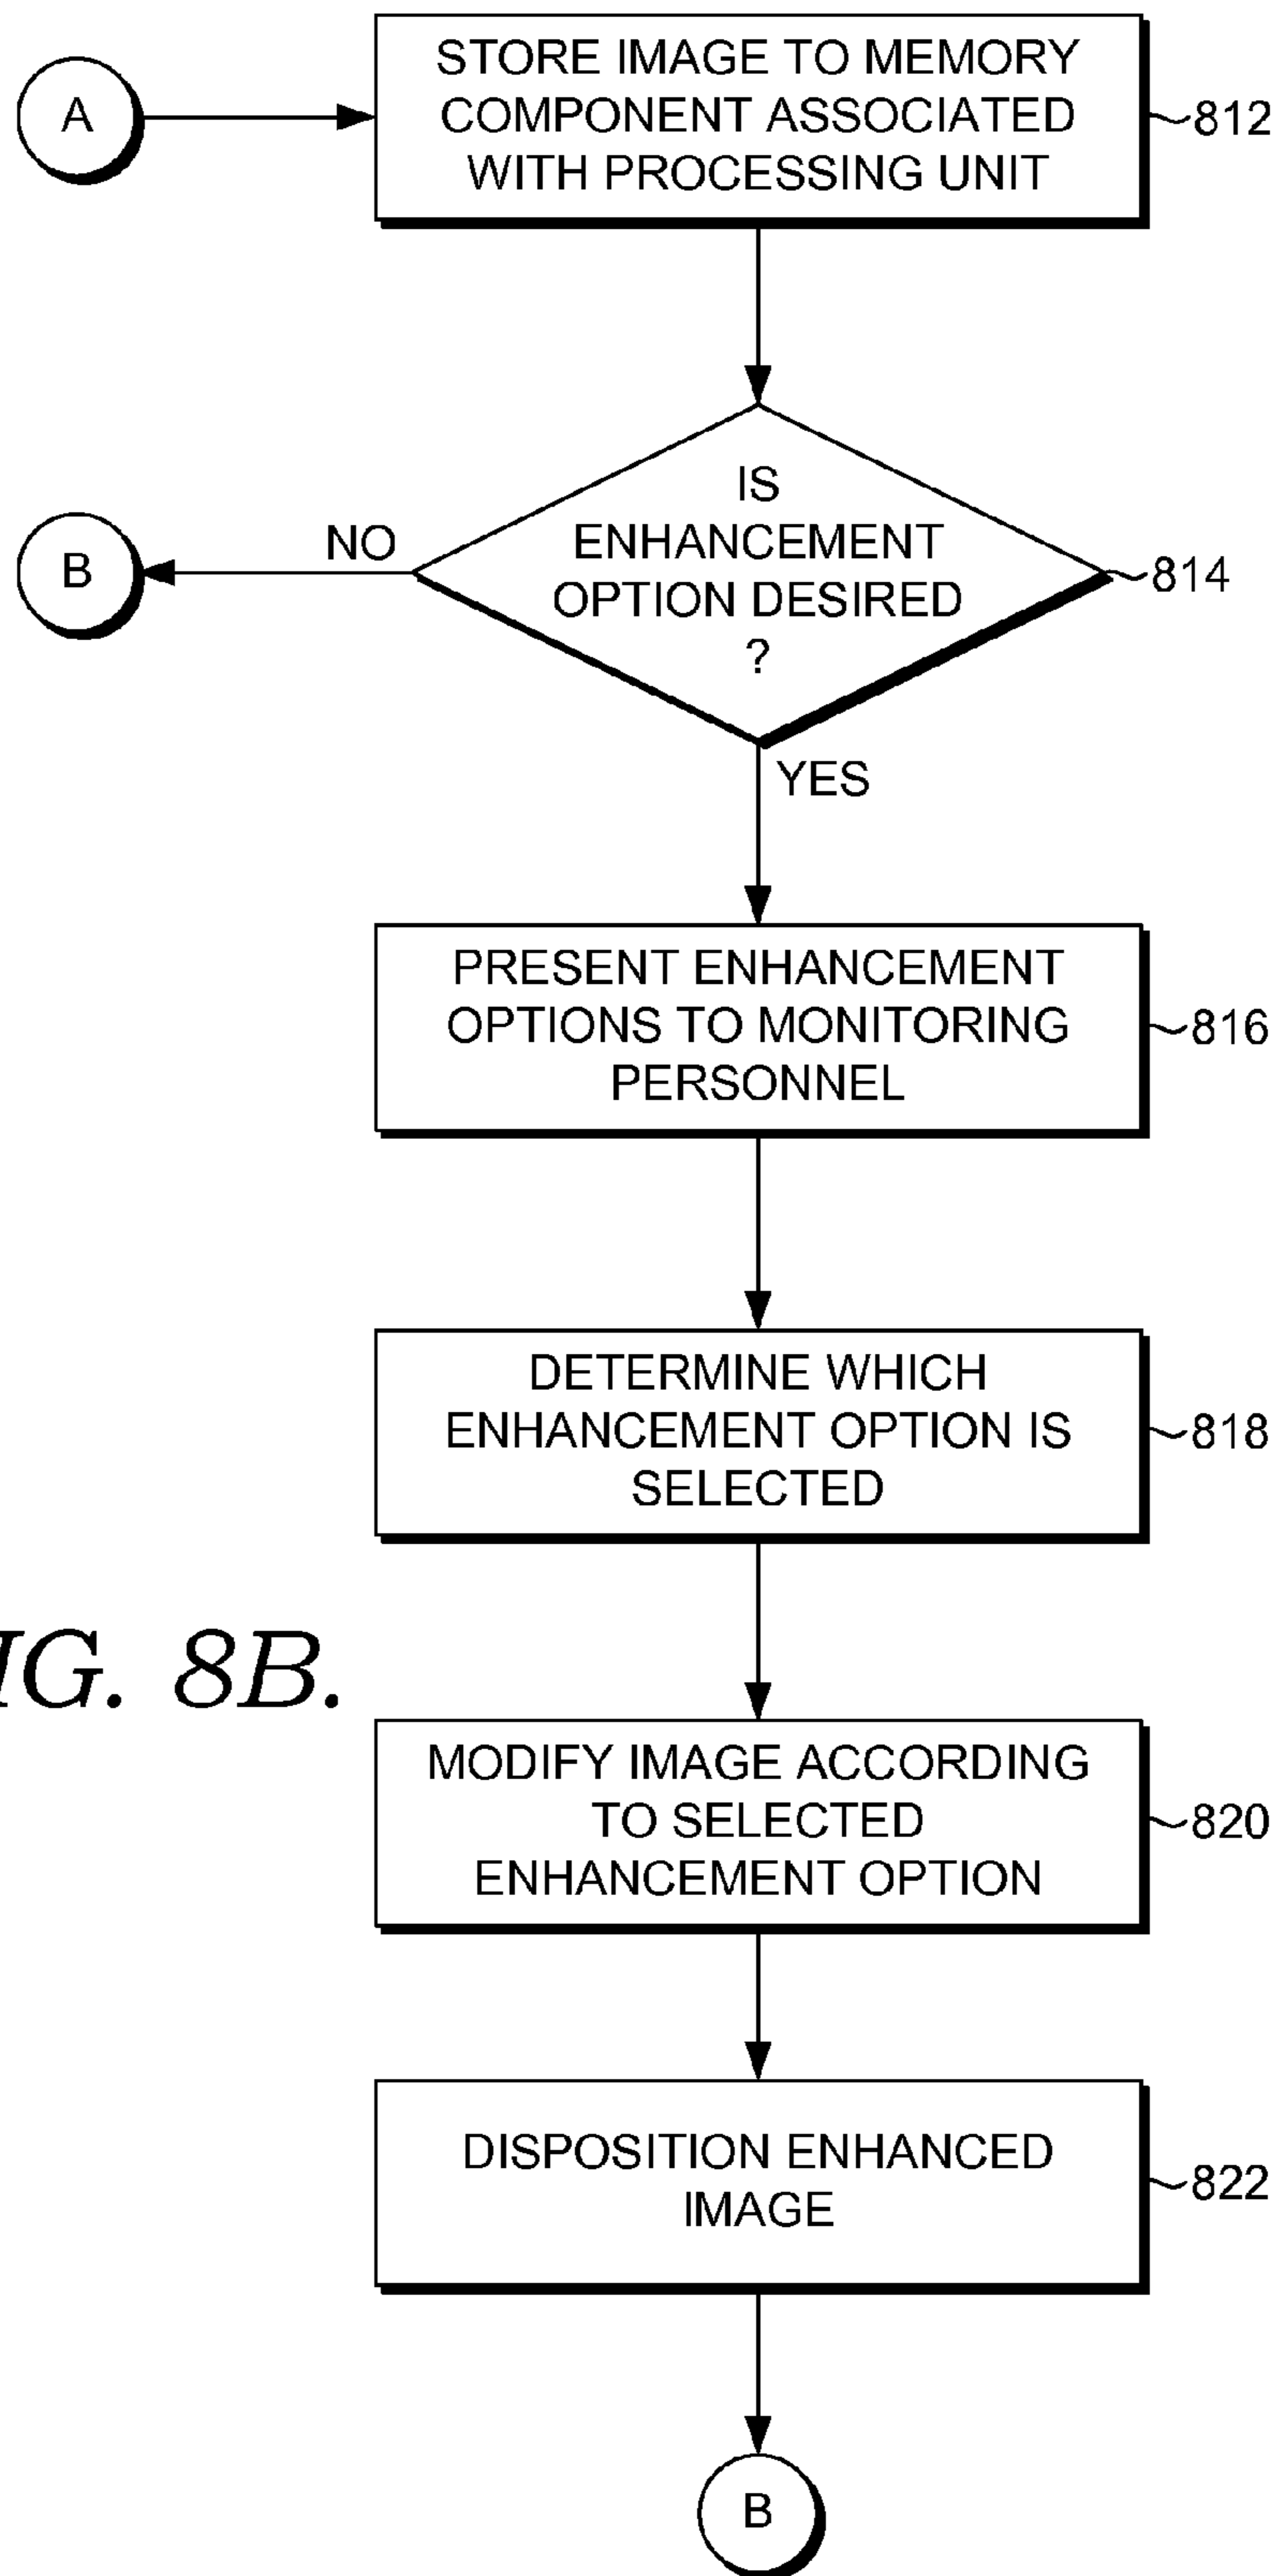 A
STORE IMAGE TO MEMORY
COMPONENT ASSOCIATED
WITH PROCESSING UNIT
812
IS
ENHANCEMENT
OPTION DESIRED
?
814
NO
B
YES
PRESENT ENHANCEMENT
OPTIONS TO MONITORING
PERSONNEL
816
DETERMINE WHICH
ENHANCEMENT OPTION IS
SELECTED
818
IG. 8B.
MODIFY IMAGE ACCORDING
TO SELECTED
ENHANCEMENT OPTION
820
DISPOSITION ENHANCED
IMAGE
822
B